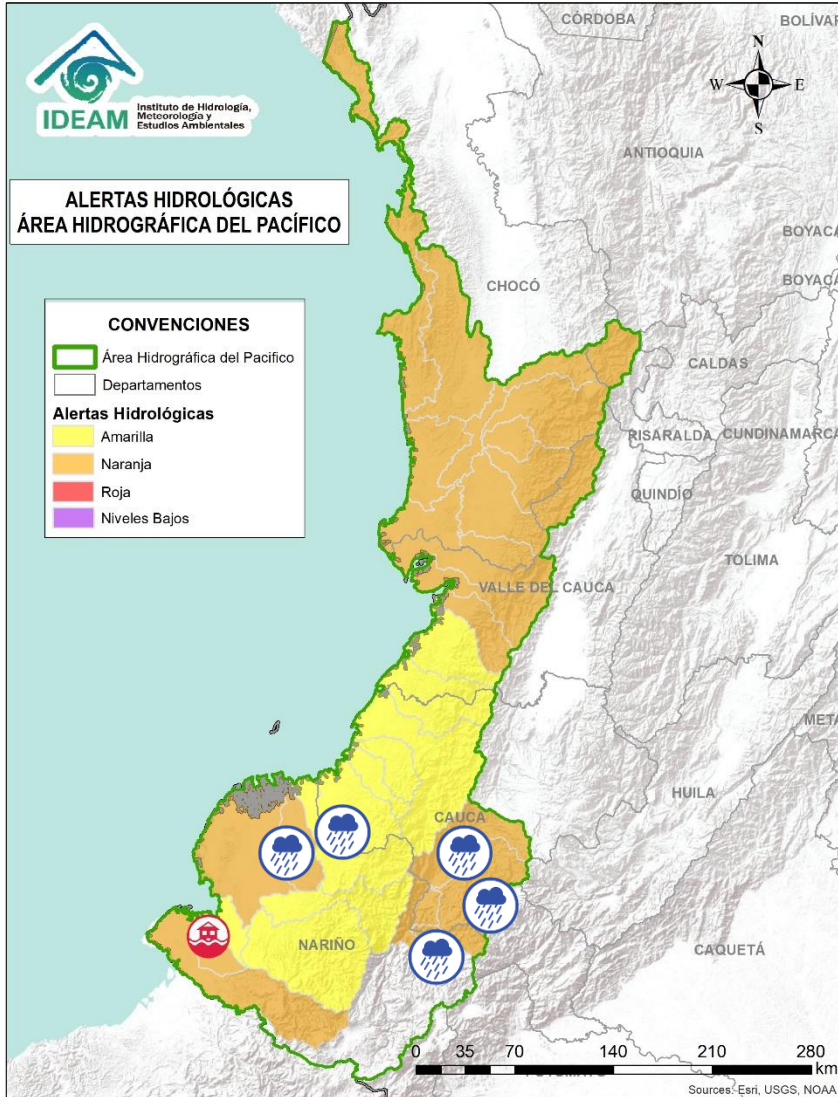 IDEAM
Instituto de Hidrología,
Meteorología y
Estudios Ambientales
ALERTAS HIDROLÓGICAS
ÁREA HIDROGRÁFICA DEL PACÍFICO
CONVENCIONES
Área Hidrográfica del Pacifico
Departamentos
Alertas Hidrológicas
Amarilla
Naranja
Roja
Niveles Bajos
N
W E
S
CÓRDOBA
BOLÍVAR
ANTIOQUIA
BOYACÁ
BOYACÁ
CHOCÓ
CALDAS
RISARALDA
CUNDINAMARCA
QUINDÍO
TOLIMA
VALLE DEL CAUCA
META
HUILA
CAUCA
NARIÑO
CAQUETÁ
0 35 70 140 210 280
km
Sources: Esri, USGS, NOAA